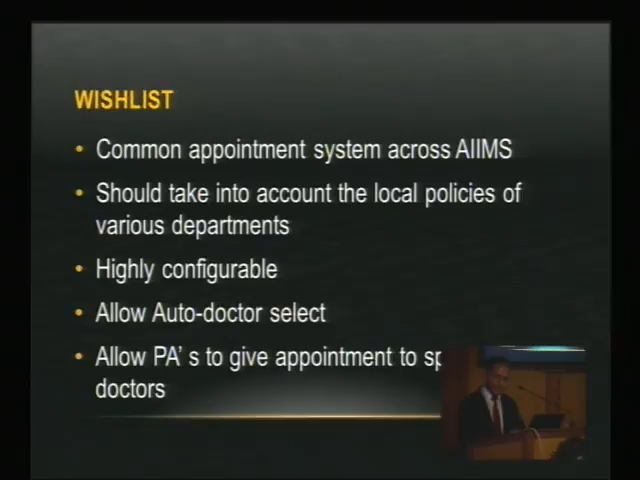 WISHLIST
• Common appointment system across AIIMS
• Should take into account the local policies of
various departments
• Highly configurable
• Allow Auto-doctor select
• Allow PA's to give appointment to
doctors